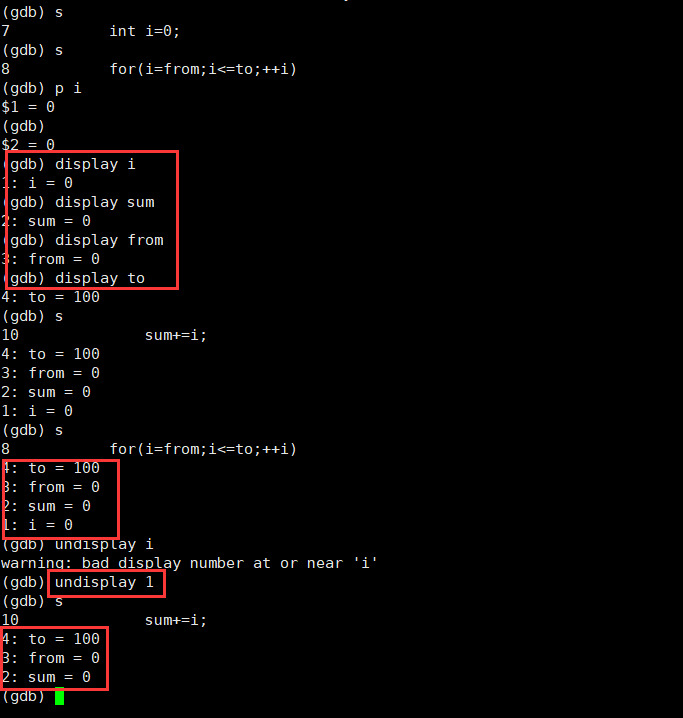 (gdb) s
7           int i=0;
(gdb) s
8           for(i=from;i<=to;++i)
(gdb) p i
$1 = 0
(gdb)
$2 = 0
(gdb) display i
1: i = 0
(gdb) display sum
2: sum = 0
(gdb) display from
3: from = 0
(gdb) display to
4: to = 100
(gdb) s
10              sum+=i;
4: to = 100
3: from = 0
2: sum = 0
1: i = 0
(gdb) s
8           for(i=from;i<=to;++i)
4: to = 100
3: from = 0
2: sum = 0
1: i = 0
(gdb) undisplay i
warning: bad display number at or near 'i'
(gdb) undisplay 1
(gdb) s
10              sum+=i;
4: to = 100
3: from = 0
2: sum = 0
(gdb)